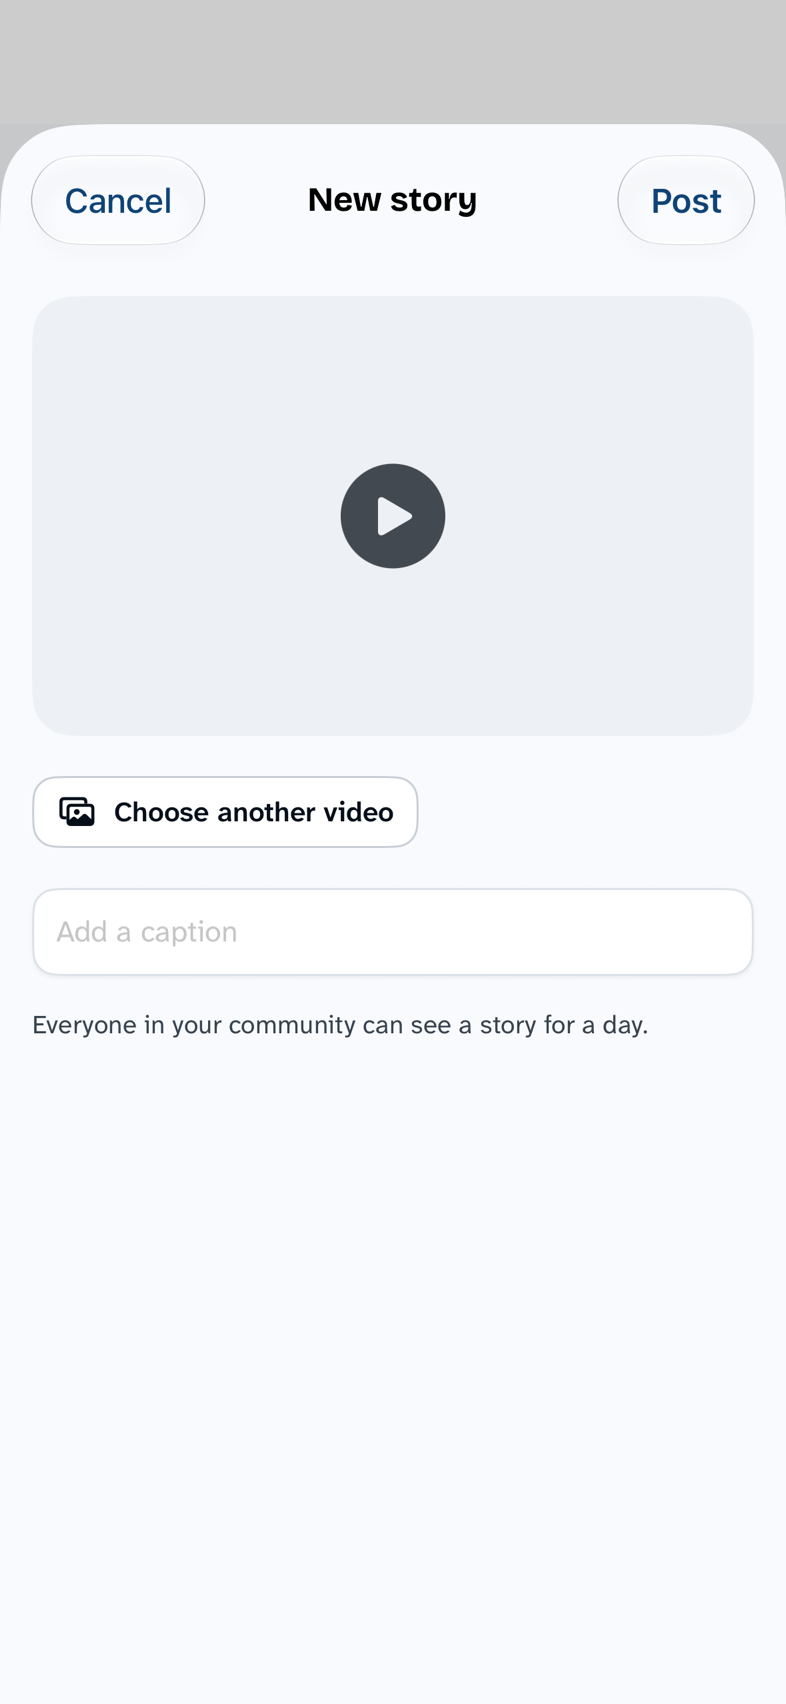 Cancel
New story
Post
Choose another video
Add a caption
Everyone in your community can see a story for a day.